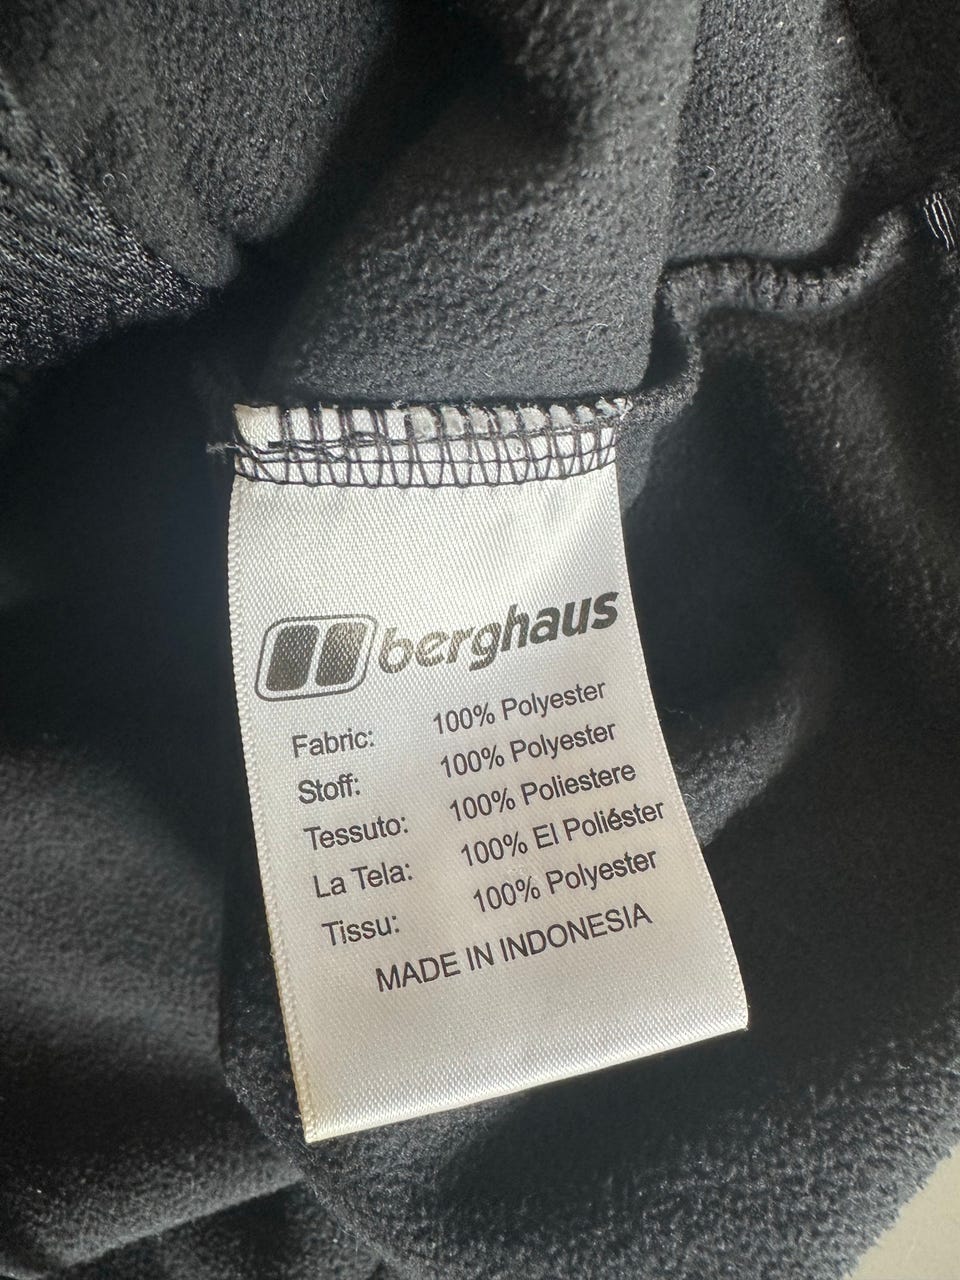 berghaus
Fabric: 100% Polyester
Stoff: 100% Polyester
Tessuto: 100% Poliestere
La Tela: 100% El Poliéster
Tissu: 100% Polyester
MADE IN INDONESIA